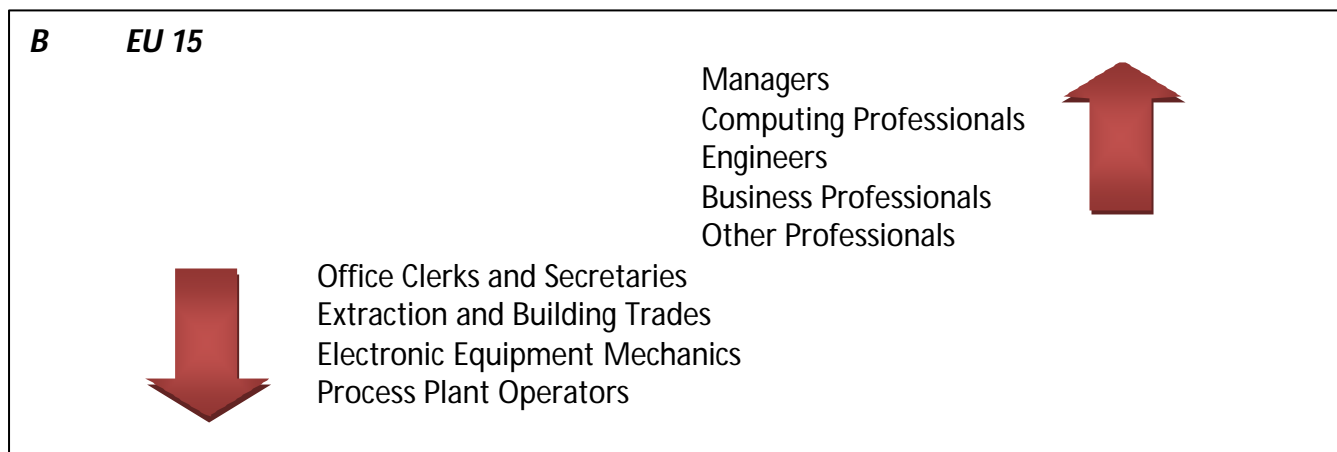 B EU 15
Managers
Computing Professionals
Engineers
Business Professionals
Other Professionals
Office Clerks and Secretaries
Extraction and Building Trades
Electronic Equipment Mechanics
Process Plant Operators